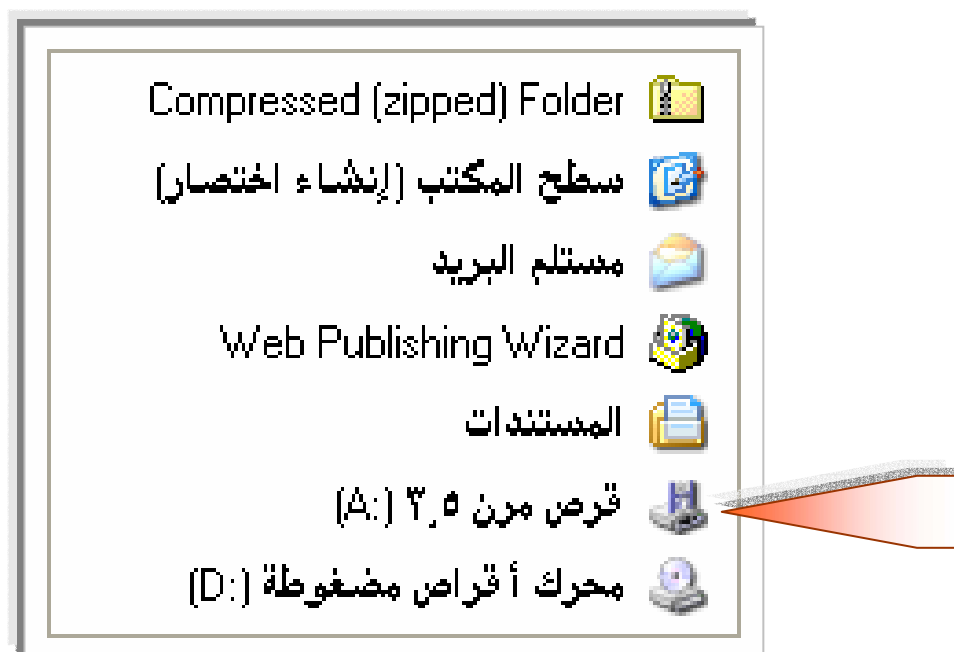 Compressed (zipped) Folder
سطح المكتب (إنشاء اختصار)
مستلم البريد
Web Publishing Wizard
المستندات
قرص مرن ٣,٥ (A:)
محرك أقراص مضغوطة (D:)